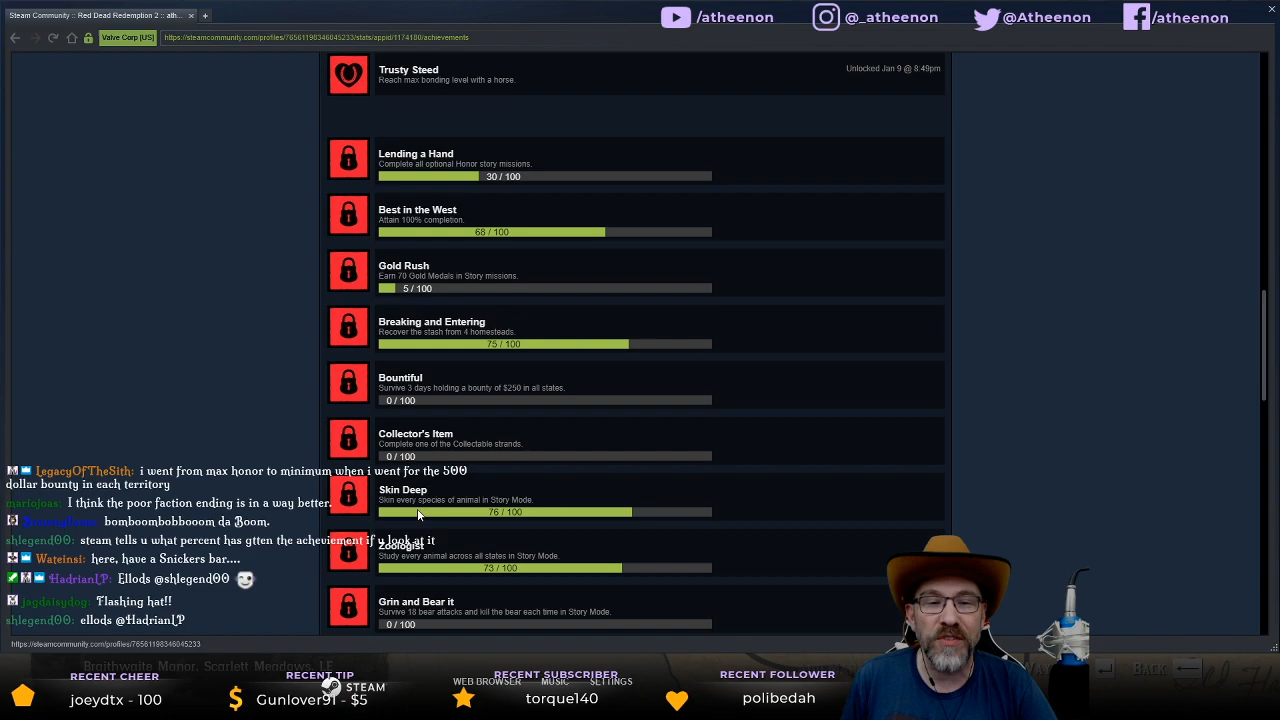 Steam Community :: Red Dead Redemption 2 :: ath...
/atheenon
@_atheenon
@Atheenon
/atheenon
Valve Corp [US]
https://steamcommunity.com/profiles/76561198346045233/stats/appid/1174180/achievements
Trusty Steed
Reach max bonding level with a horse.
Unlocked Jan 9 @ 8:49pm
Lending a Hand
Complete all optional Honor story missions.
30 / 100
Best in the West
Attain 100% completion.
68 / 100
Gold Rush
Earn 70 Gold Medals in Story missions.
5 / 100
Breaking and Entering
Recover the stash from 4 homesteads.
75 / 100
Bountiful
Survive 3 days holding a bounty of $250 in all states.
0 / 100
Collector's Item
Complete one of the Collectable strands.
0 / 100
Skin Deep
Skin every species of animal in Story Mode.
76 / 100
Zoologist
Study every animal across all states in Story Mode.
73 / 100
Grin and Bear it
Survive 18 bear attacks and kill the bear each time in Story Mode.
0 / 100
LegacyOfTheSith: i went from max honor to minimum when i went for the 500
dollar bounty in each territory
mariojoas: I think the poor faction ending is in a way better.
bomboombobbooom da Boom.
shlegend00: steam tells u what percent has gtten the acheviement if u look at it
Wateinsi: here, have a Snickers bar....
HadrianLP: Ellods @shlegend00
jagdaisydog: Flashing hat!!
shlegend00: ellods @HadrianLP
https://steamcommunity.com/profiles/76561198346045233
Braithwaite Manor, Scarlett Meadows, LE
STEAM
WEB BROWSER
MUSIC
SETTINGS
BACK
RECENT CHEER
joeydtx - 100
RECENT TIP
Gunlover91 - $5
RECENT SUBSCRIBER
torque140
RECENT FOLLOWER
polibedah